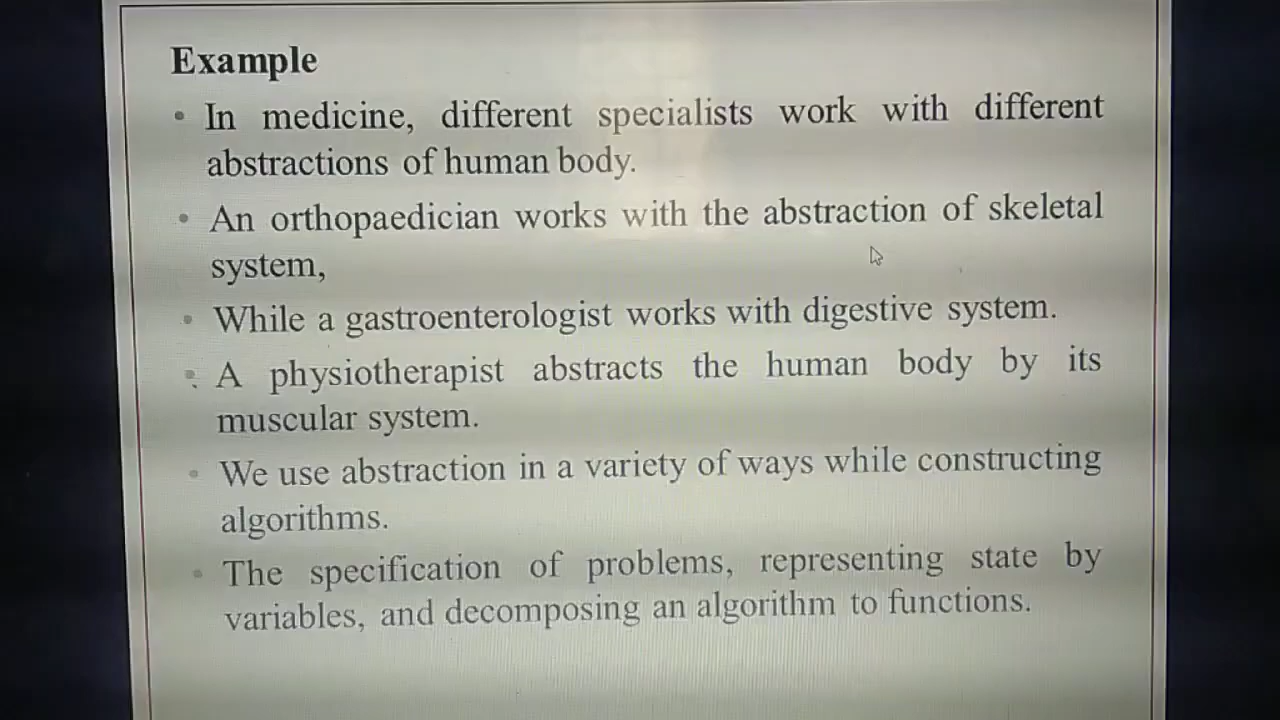 Example
• In medicine, different specialists work with different
abstractions of human body.
• An orthopaedician works with the abstraction of skeletal
system,
• While a gastroenterologist works with digestive system.
• A physiotherapist abstracts the human body by its
muscular system.
• We use abstraction in a variety of ways while constructing
algorithms.
• The specification of problems, representing state by
variables, and decomposing an algorithm to functions.